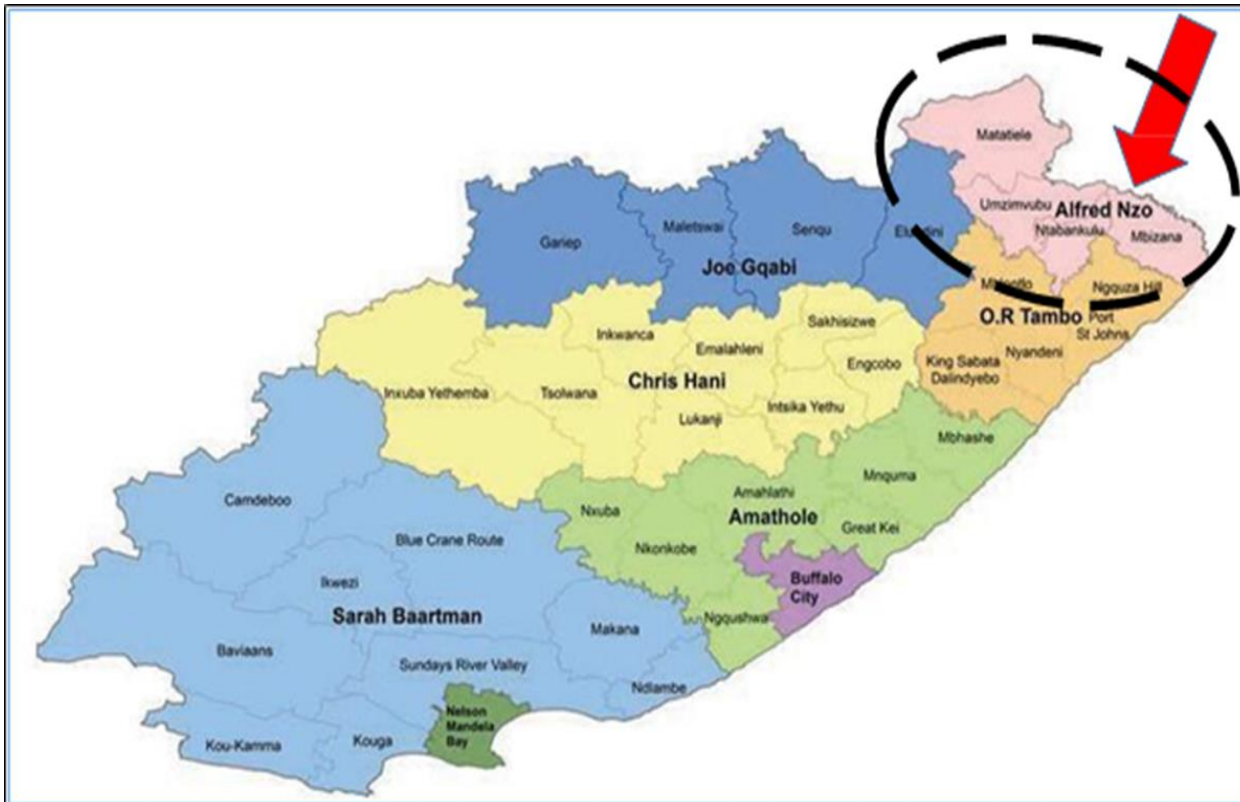 Matatiele
Umzimvubu
Alfred Nzo
Ntabankulu
Mbizana
Gariep
Maletswai
Senqu
Joe Gqabi
Ngquza Hill
O.R Tambo
Port
St Johns
Nyandeni
King Sabata
Dalindyebo
Inkwanca
Sakhisizwe
Emalahleni
Engcobo
Chris Hani
Inxuba Yethemba
Tsolwana
Intsika Yethu
Lukanji
Mbhashe
Mnquma
Amahlathi
Amathole
Great Kei
Nxuba
Nkonkobe
Buffalo
City
Ngqushwa
Camdeboo
Blue Crane Route
Ikwezi
Sarah Baartman
Makana
Baviaans
Sundays River Valley
Ndlambe
Nelson
Mandela
Bay
Kou-Kamma
Kouga